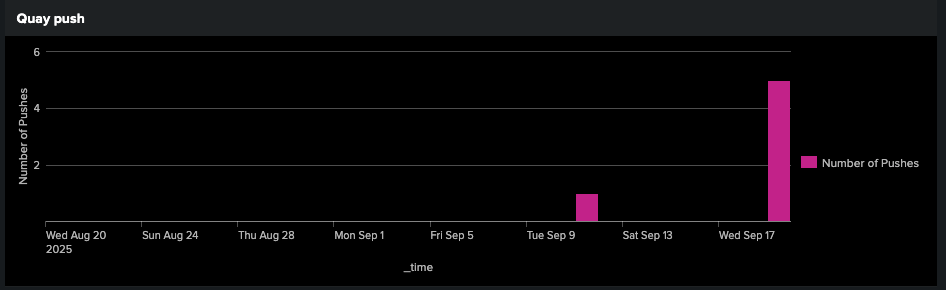 Quay push
6
4
2
Number of Pushes
Number of Pushes
Wed Aug 20
2025
Sun Aug 24
Thu Aug 28
Mon Sep 1
Fri Sep 5
Tue Sep 9
Sat Sep 13
Wed Sep 17
_time